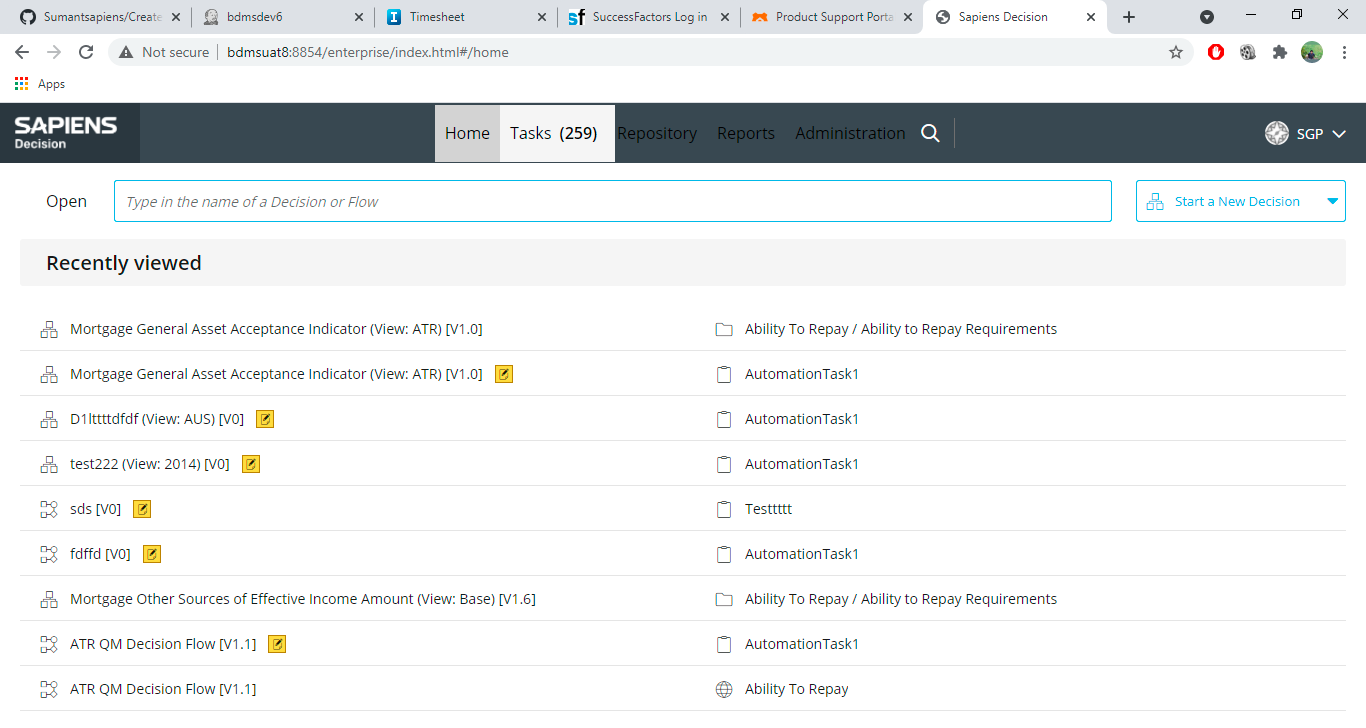 Sumantsapiens/Create
bdmsdev6
Timesheet
SuccessFactors Log in
Product Support Porta
Sapiens Decision
Not secure
bdmsuat8:8854/enterprise/index.html#/home
Apps
SAPIENS
Decision
Home
Tasks (259)
Repository
Reports
Administration
SGP
Open
Type in the name of a Decision or Flow
Start a New Decision
Recently viewed
Mortgage General Asset Acceptance Indicator (View: ATR) [V1.0]
Ability To Repay / Ability to Repay Requirements
Mortgage General Asset Acceptance Indicator (View: ATR) [V1.0]
AutomationTask1
D1lttttdfdf (View: AUS) [V0]
AutomationTask1
test222 (View: 2014) [V0]
AutomationTask1
sds [V0]
Testtttt
fdffd [V0]
AutomationTask1
Mortgage Other Sources of Effective Income Amount (View: Base) [V1.6]
Ability To Repay / Ability to Repay Requirements
ATR QM Decision Flow [V1.1]
AutomationTask1
ATR QM Decision Flow [V1.1]
Ability To Repay